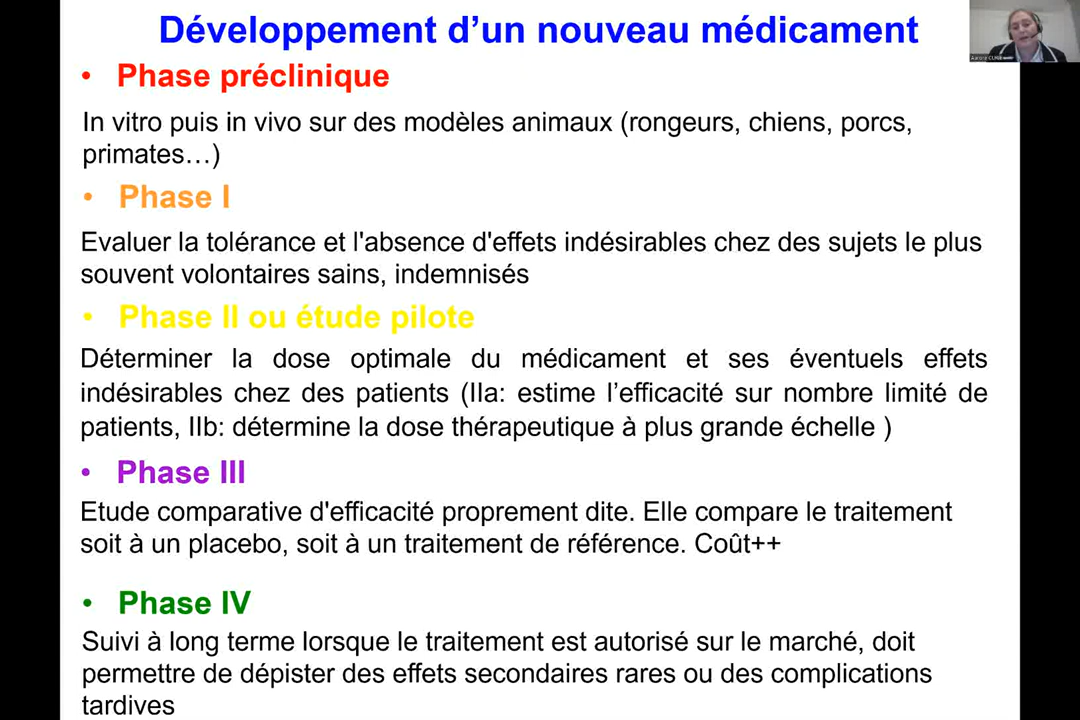 Développement d’un nouveau médicament
• Phase préclinique
In vitro puis in vivo sur des modèles animaux (rongeurs, chiens, porcs,
primates…)
• Phase I
Evaluer la tolérance et l'absence d'effets indésirables chez des sujets le plus
souvent volontaires sains, indemnisés
• Phase II ou étude pilote
Déterminer la dose optimale du médicament et ses éventuels effets
indésirables chez des patients (IIa: estime l’efficacité sur nombre limité de
patients, IIb: détermine la dose thérapeutique à plus grande échelle )
• Phase III
Etude comparative d'efficacité proprement dite. Elle compare le traitement
soit à un placebo, soit à un traitement de référence. Coût++
• Phase IV
Suivi à long terme lorsque le traitement est autorisé sur le marché, doit
permettre de dépister des effets secondaires rares ou des complications
tardives